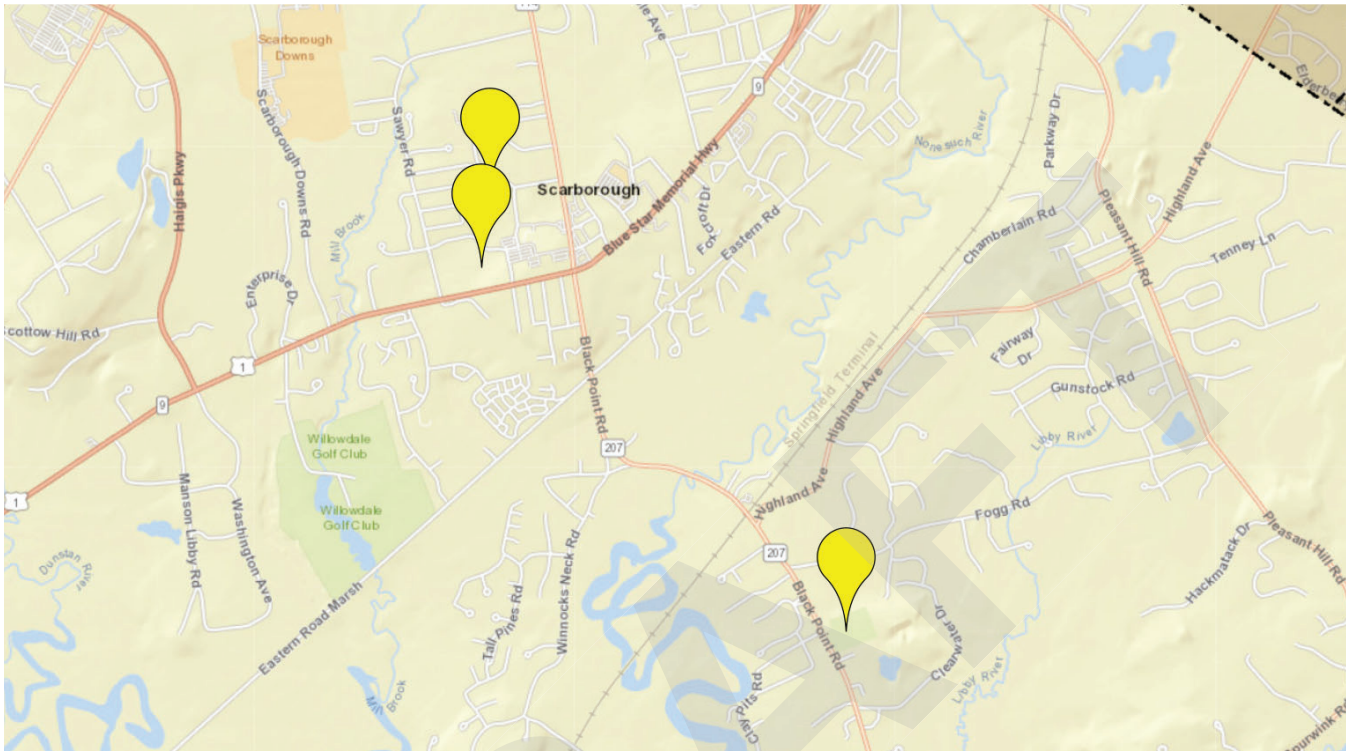 Scarborough
Downs
Scarborough Downs Rd
Sawyer Rd
Haigis Pkwy
Mill Brook
Enterprise Dr
Scarborough
9
Blue Star Memorial Hwy
Foxcroft Dr
Eastern Rd
Nonesuch
River
Parkway Dr
Highland Ave
Pleasant Hill Rd
Chamberlain Rd
Tenney Ln
1
9
1
Black Point Rd
207
Willowdale
Golf Club
Willowdale
Golf Club
Manson Libby Rd
Washington Ave
Dunstan
River
Eastern Road Marsh
Mill
Brook
Tall Pines Rd
Winnocks Neck Rd
Springfield Terminal
Highland Ave
Highland Ave
Fairway
Dr
Gunstock Rd
Libby River
Fogg Rd
207
Black Point Rd
Clay Pits Rd
Clearwater Dr
Libby River
Hackmatack Dr
Pleasant Hill Rd